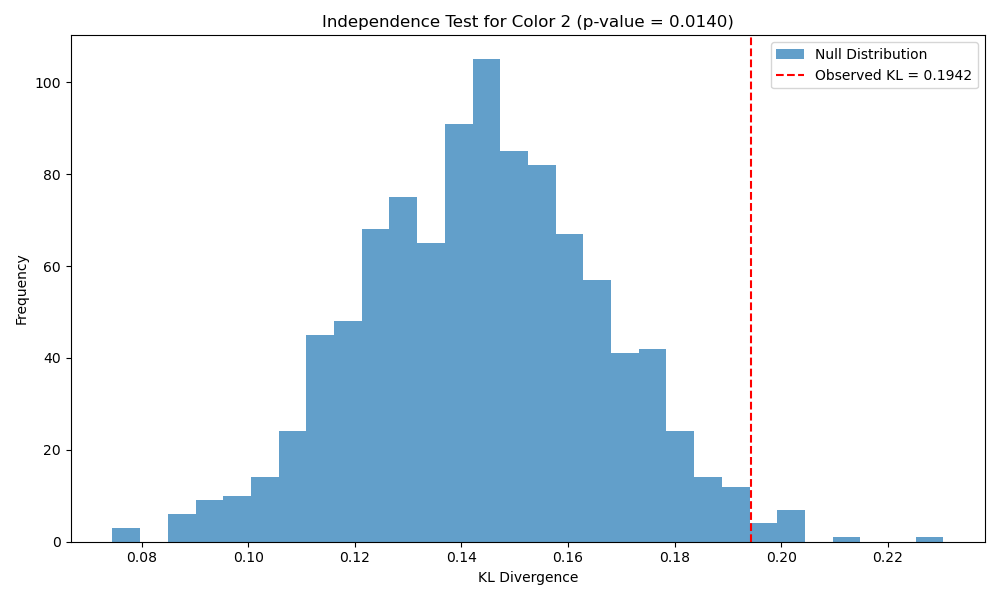 Independence Test for Color 2 (p-value = 0.0140)
Null Distribution
Observed KL = 0.1942
Frequency
100
80
60
40
20
0
0.08 0.10 0.12 0.14 0.16 0.18 0.20 0.22
KL Divergence